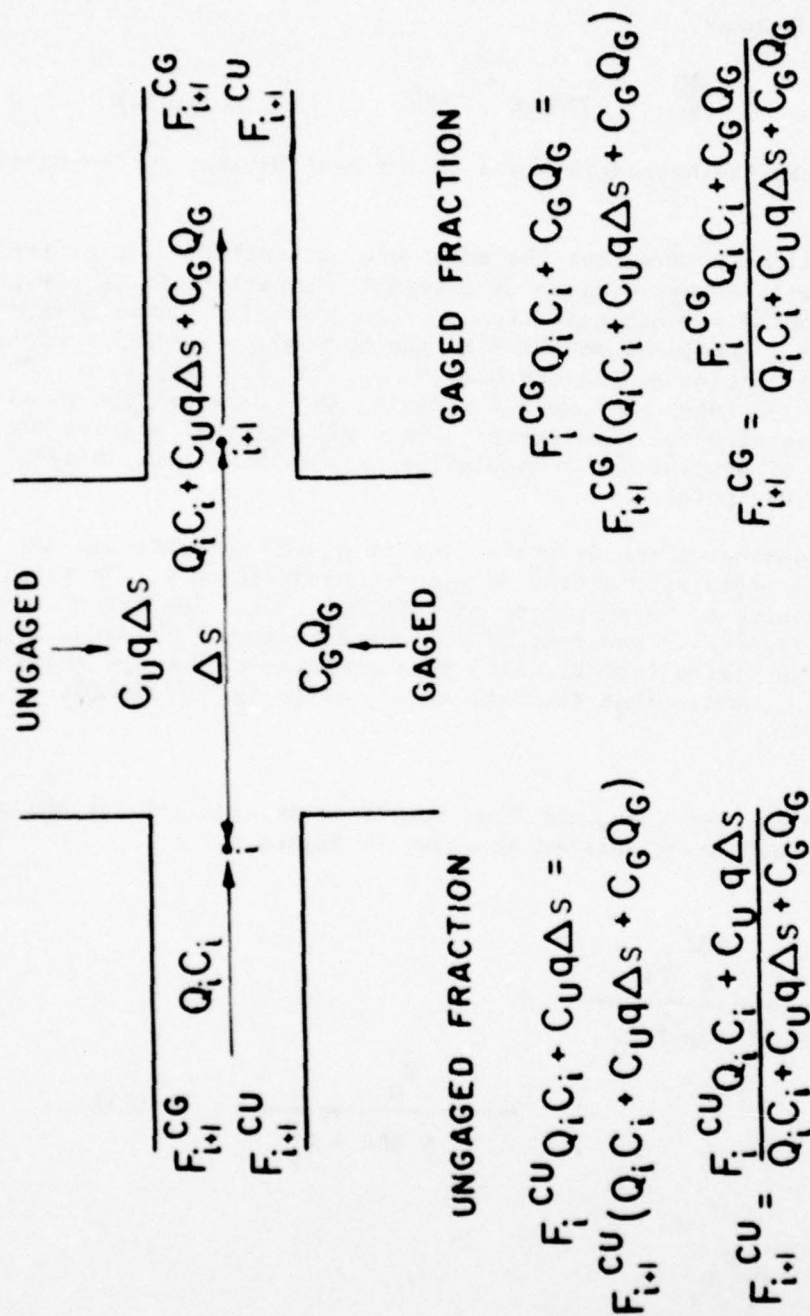 UNGAGED
↓
C_U qΔs
F_{i+1}^{CG}
F_{i+1}^{CU}
Q_i C_i
i
Δs
Q_i C_i + C_U qΔs + C_G Q_G
i+1
F_{i+1}^{CG}
F_{i+1}^{CU}
C_G Q_G
↑
GAGED
UNGAGED FRACTION
F_i^{CU} Q_i C_i + C_U qΔs =
F_{i+1}^{CU} (Q_i C_i + C_U qΔs + C_G Q_G)
F_{i+1}^{CU} = \frac{F_i^{CU} Q_i C_i + C_U qΔs}{Q_i C_i + C_U qΔs + C_G Q_G}
GAGED FRACTION
F_i^{CG} Q_i C_i + C_G Q_G =
F_{i+1}^{CG} (Q_i C_i + C_U qΔs + C_G Q_G)
F_{i+1}^{CG} = \frac{F_i^{CG} Q_i C_i + C_G Q_G}{Q_i C_i + C_U qΔs + C_G Q_G}